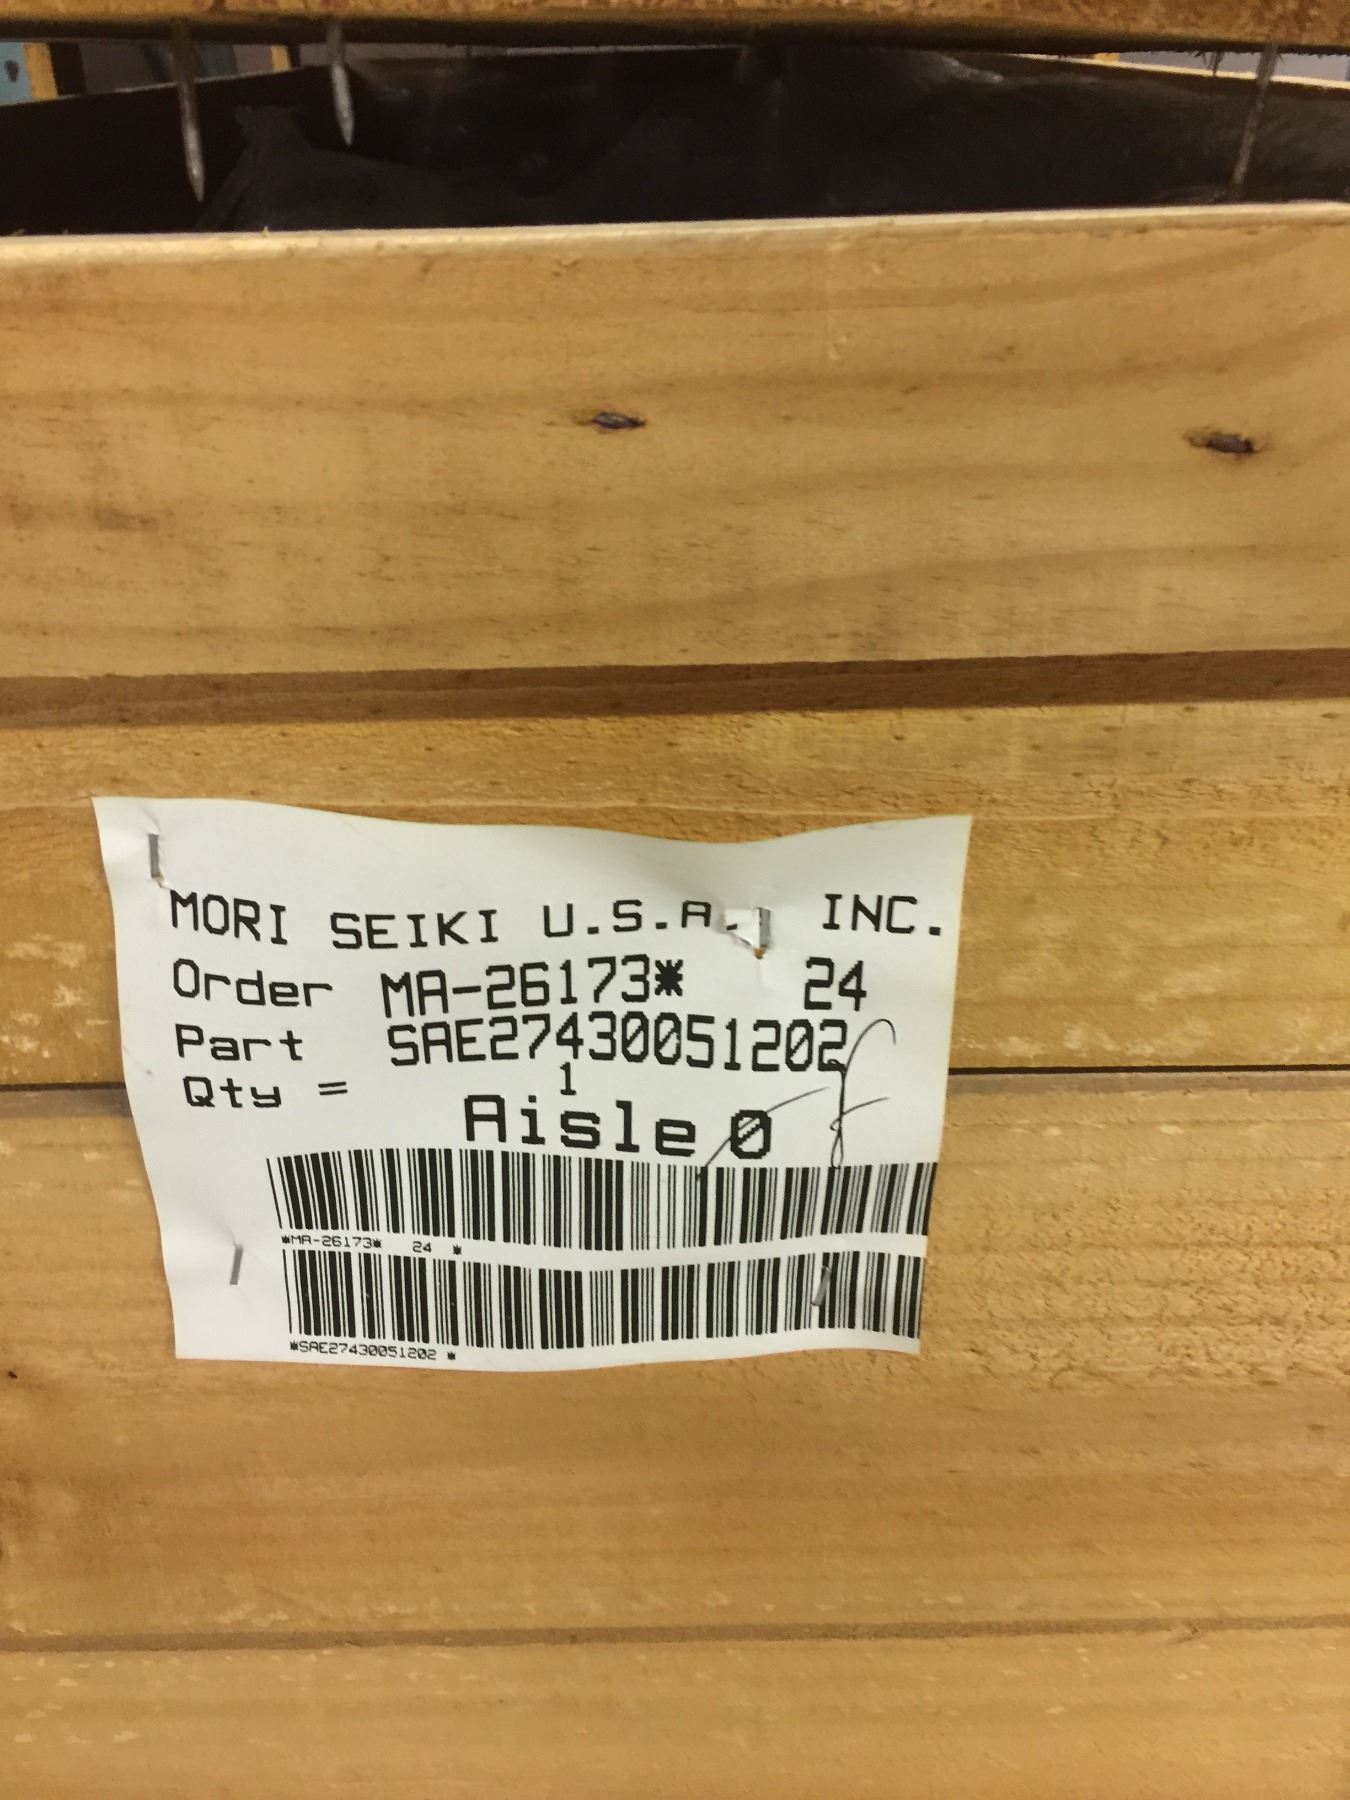 MORI SEIKI U.S.A. INC.
Order MA-26173* 24
Part SAE27430051202
Qty = 1
Aisle 0
*MA-26173* 24 *
*SAE27430051202 *